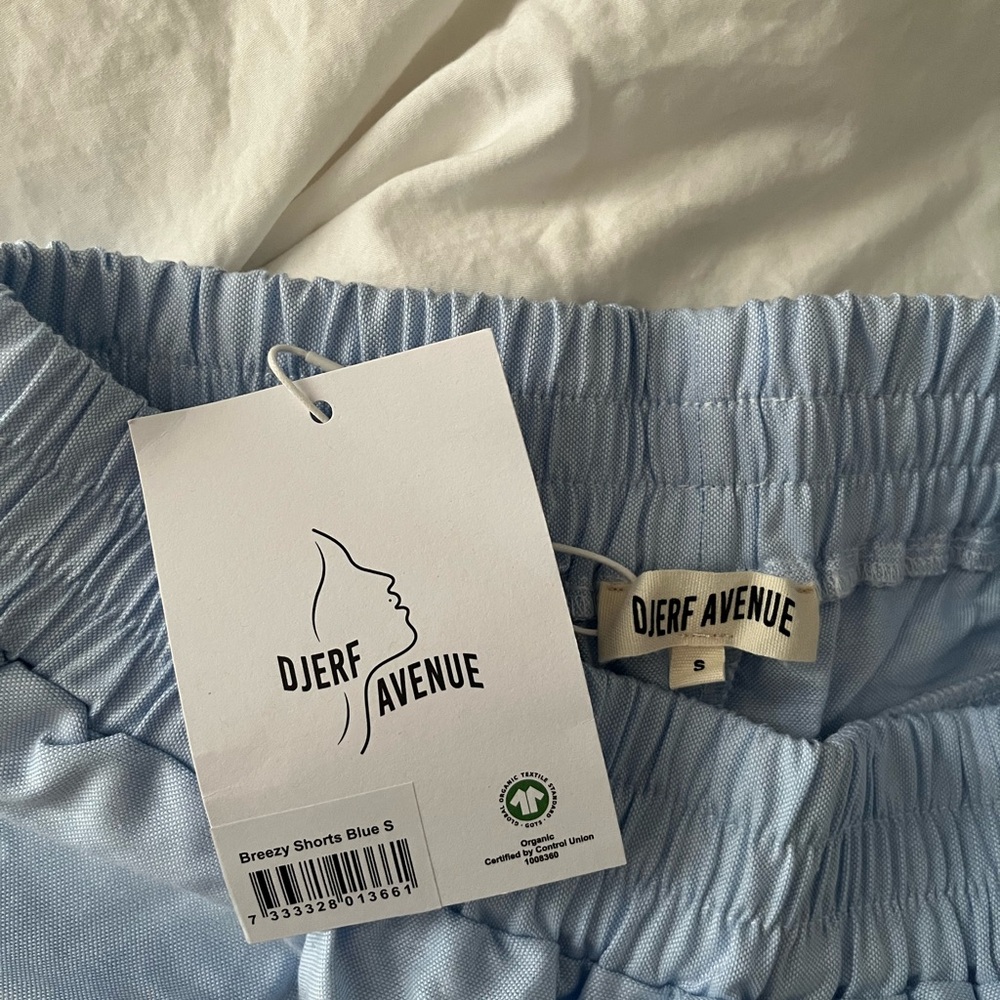 DJERF
AVENUE
Breezy Shorts Blue S
7 333328 013661
GLOBAL ORGANIC TEXTILE STANDARD
· GOTS ·
Organic
Certified by Control Union
1008360
DJERF AVENUE
S